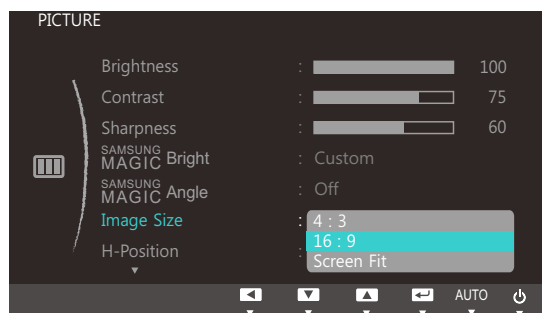 PICTURE
Brightness : 100
Contrast : 75
Sharpness : 60
SAMSUNG MAGIC Bright : Custom
SAMSUNG MAGIC Angle : Off
Image Size : 4 : 3
16 : 9
H-Position :
Screen Fit
AUTO